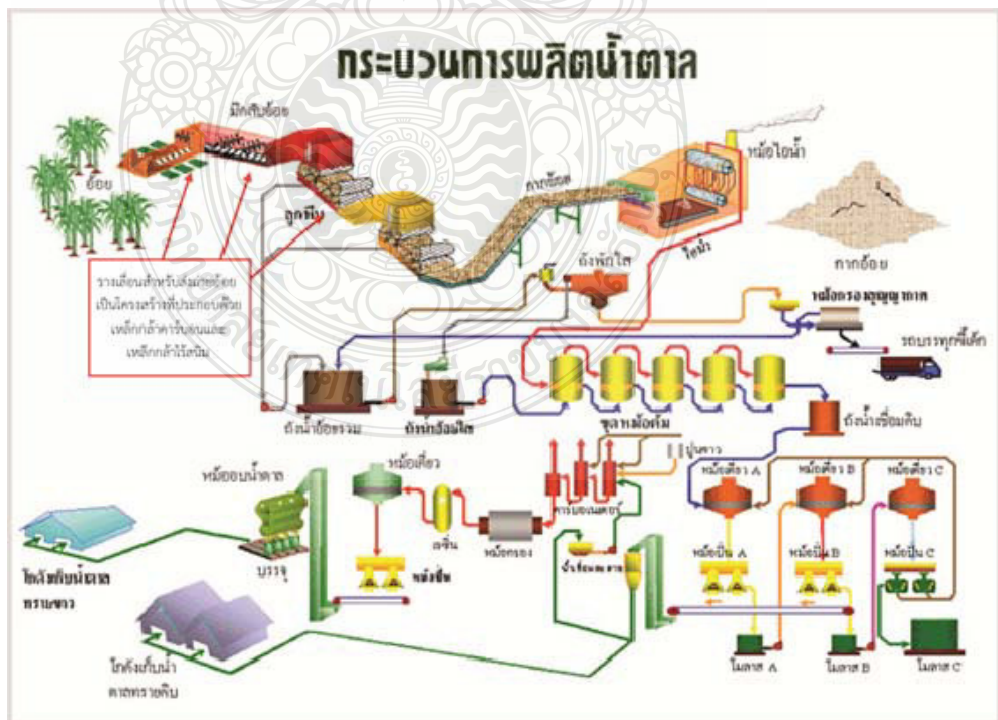 กระบวนการผลิตน้ำตาล
มีดสับอ้อย
อ้อย
ลูกหีบ
กากอ้อย
หม้อไอน้ำ
ไอน้ำ
กากอ้อย
รางเลื่อนสำหรับส่งถ่ายอ้อย
เป็นโครงสร้างที่ประกอบด้วย
เหล็กกล้าคาร์บอนและ
เหล็กกล้าไร้สนิม
ถังพักใส
หม้อกรองสุญญากาศ
รถบรรทุกขี้เค้ก
ถังน้ำอ้อยรวม
ถังน้ำอ้อยใส
ชุดหม้อต้ม
ถังน้ำเชื่อมดิบ
หม้ออบน้ำตาล
หม้อเคี่ยว
ปูนขาว
หม้อเคี่ยว A
หม้อเคี่ยว B
หม้อเคี่ยว C
คาร์บอเนเตอร์
เรซิ่น
หม้อกรอง
หม้อปั่น
บรรจุ
หม้อปั่น A
หม้อปั่น B
หม้อปั่น C
โกดังเก็บน้ำตาล
ทรายขาว
โกดังเก็บน้ำ
ตาลทรายดิบ
โมลาส A
โมลาส B
โมลาส C